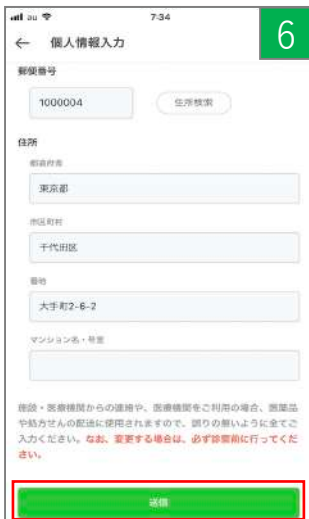 au 7:34
6
← 個人情報入力
郵便番号
1000004
住所検索
住所
都道府県
東京都
市区町村
千代田区
番地
大手町2-6-2
マンション名・号室
施設・医療機関からの連絡や、医療機関をご利用の場合、医薬品
や処方せんの配送に使用されますので、誤りの無いように全てご
入力ください。なお、変更する場合は、必ず診察前に行ってくだ
さい。
送信